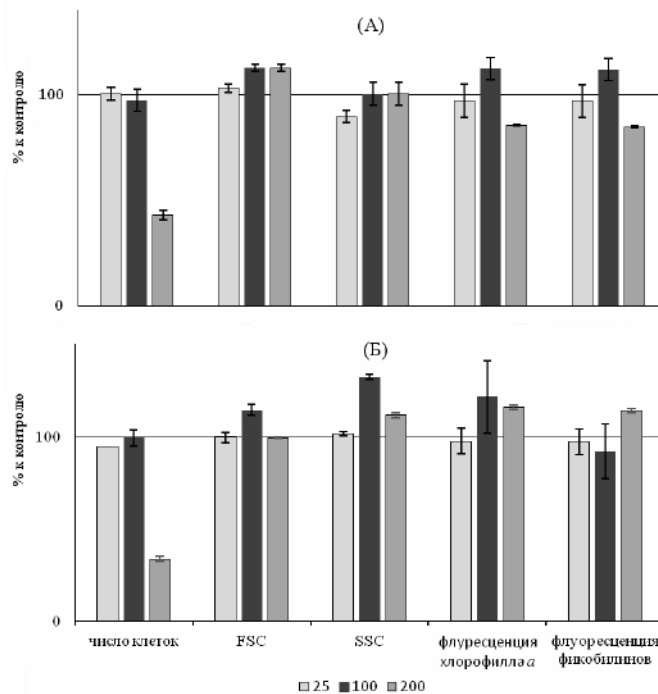 (А)
% к контролю
100
0
(Б)
% к контролю
100
0
число клеток FSC SSC флуресценция хлорофилла a флуоресценция фикобилинов
25 100 200